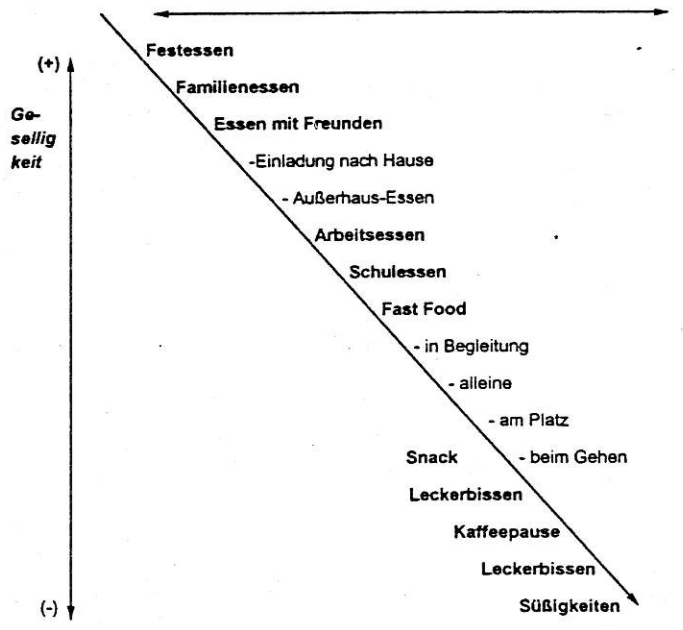 Festessen
(+)
Familienessen
Ge-
sellig
keit
Essen mit Freunden
-Einladung nach Hause
- Außerhaus-Essen
Arbeitsessen
Schulessen
Fast Food
- in Begleitung
- alleine
- am Platz
Snack - beim Gehen
Leckerbissen
Kaffeepause
Leckerbissen
(-)
Süßigkeiten